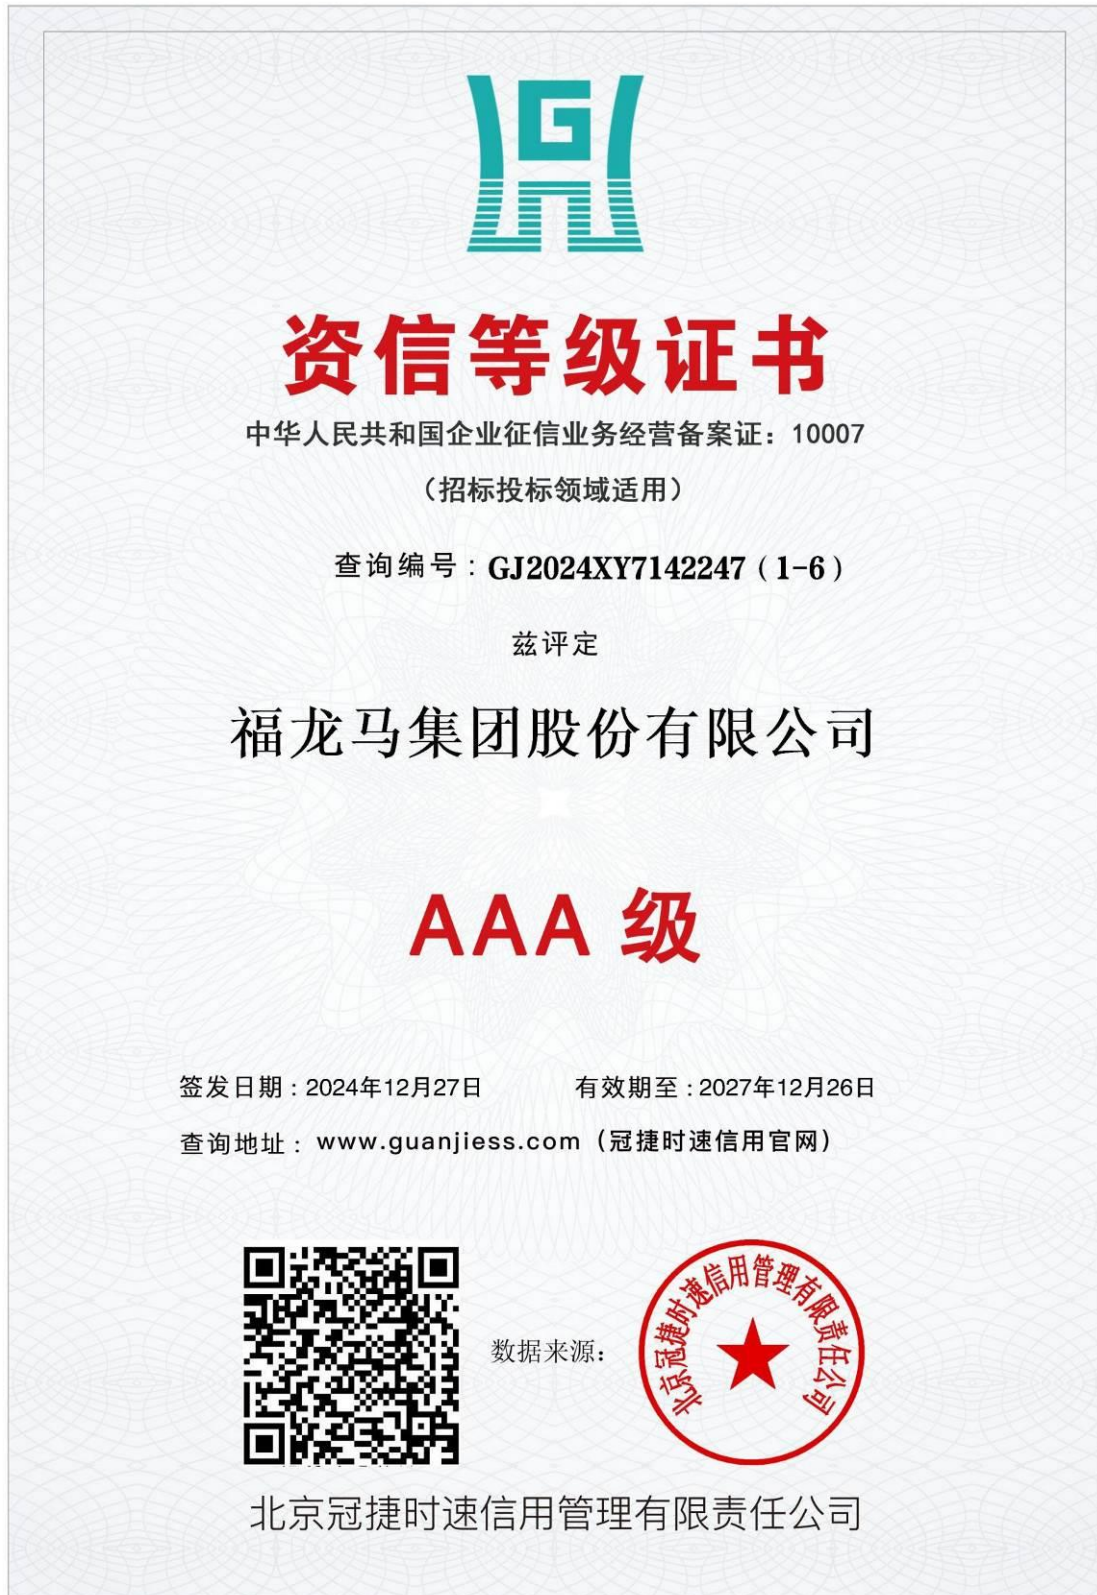 资信等级证书
中华人民共和国企业征信业务经营备案证：10007
（招标投标领域适用）
查询编号：GJ2024XY7142247（1-6）
兹评定
福龙马集团股份有限公司
AAA 级
签发日期：2024年12月27日 有效期至：2027年12月26日
查询地址：www.guanjiess.com（冠捷时速信用官网）
数据来源：
北京冠捷时速信用管理有限责任公司
北京冠捷时速信用管理有限责任公司